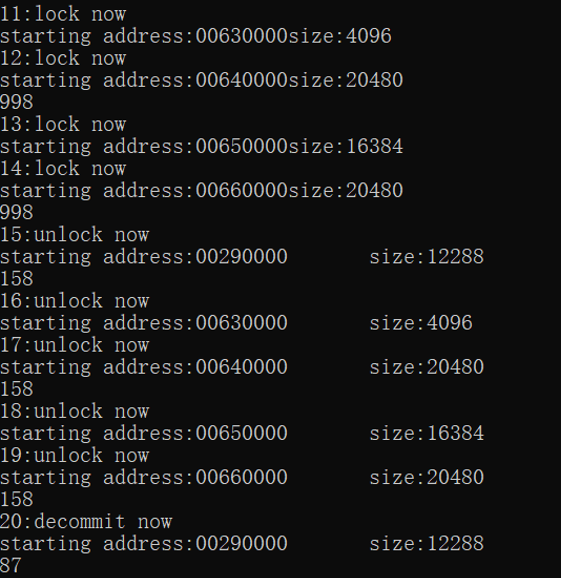 11:lock now
starting address:00630000size:4096
12:lock now
starting address:00640000size:20480
998
13:lock now
starting address:00650000size:16384
14:lock now
starting address:00660000size:20480
998
15:unlock now
starting address:00290000       size:12288
158
16:unlock now
starting address:00630000       size:4096
17:unlock now
starting address:00640000       size:20480
158
18:unlock now
starting address:00650000       size:16384
19:unlock now
starting address:00660000       size:20480
158
20:decommit now
starting address:00290000       size:12288
87